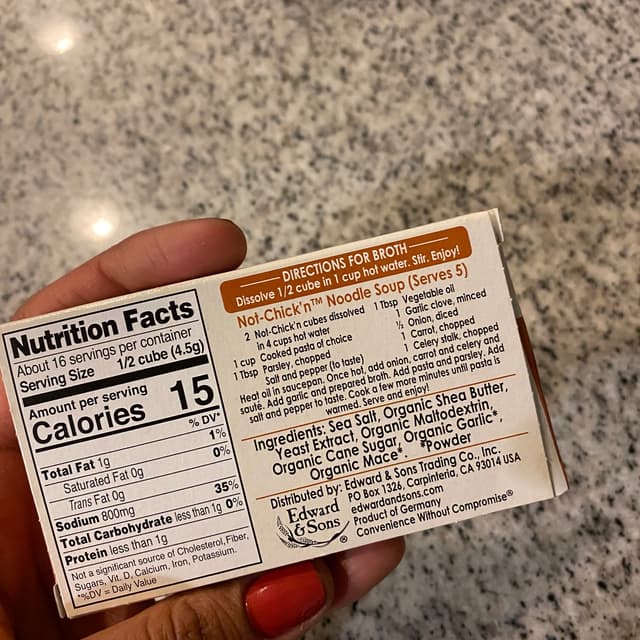 Nutrition Facts
About 16 servings per container
Serving Size 1/2 cube (4.5g)
Amount per serving
Calories 15
% DV*
Total Fat 1g 1%
Saturated Fat 0g 0%
Trans Fat 0g
Sodium 800mg 35%
Total Carbohydrate less than 1g 0%
Protein less than 1g
Not a significant source of Cholesterol, Fiber,
Sugars, Vit. D, Calcium, Iron, Potassium.
*%DV = Daily Value
DIRECTIONS FOR BROTH
Dissolve 1/2 cube in 1 cup hot water. Stir. Enjoy!
Not-Chick'n™ Noodle Soup (Serves 5)
2 Not-Chick'n cubes dissolved
in 4 cups hot water
1 cup Cooked pasta of choice
1 Tbsp Parsley, chopped
Salt and pepper (to taste)
1 Tbsp Vegetable oil
1 Garlic clove, minced
½ Onion, diced
1 Carrot, chopped
1 Celery stalk, chopped
Heat oil in saucepan. Once hot, add onion, carrot and celery and
sauté. Add garlic and prepared broth. Add pasta and parsley. Add
salt and pepper to taste. Cook a few more minutes until pasta is
warmed. Serve and enjoy!
Ingredients: Sea Salt, Organic Shea Butter,
Yeast Extract, Organic Maltodextrin,
Organic Cane Sugar, Organic Garlic*,
Organic Mace*. *Powder
Distributed by: Edward & Sons Trading Co., Inc.
PO Box 1326, Carpinteria, CA 93014 USA
edwardandsons.com
Product of Germany
Convenience Without Compromise®
Edward
& Sons®